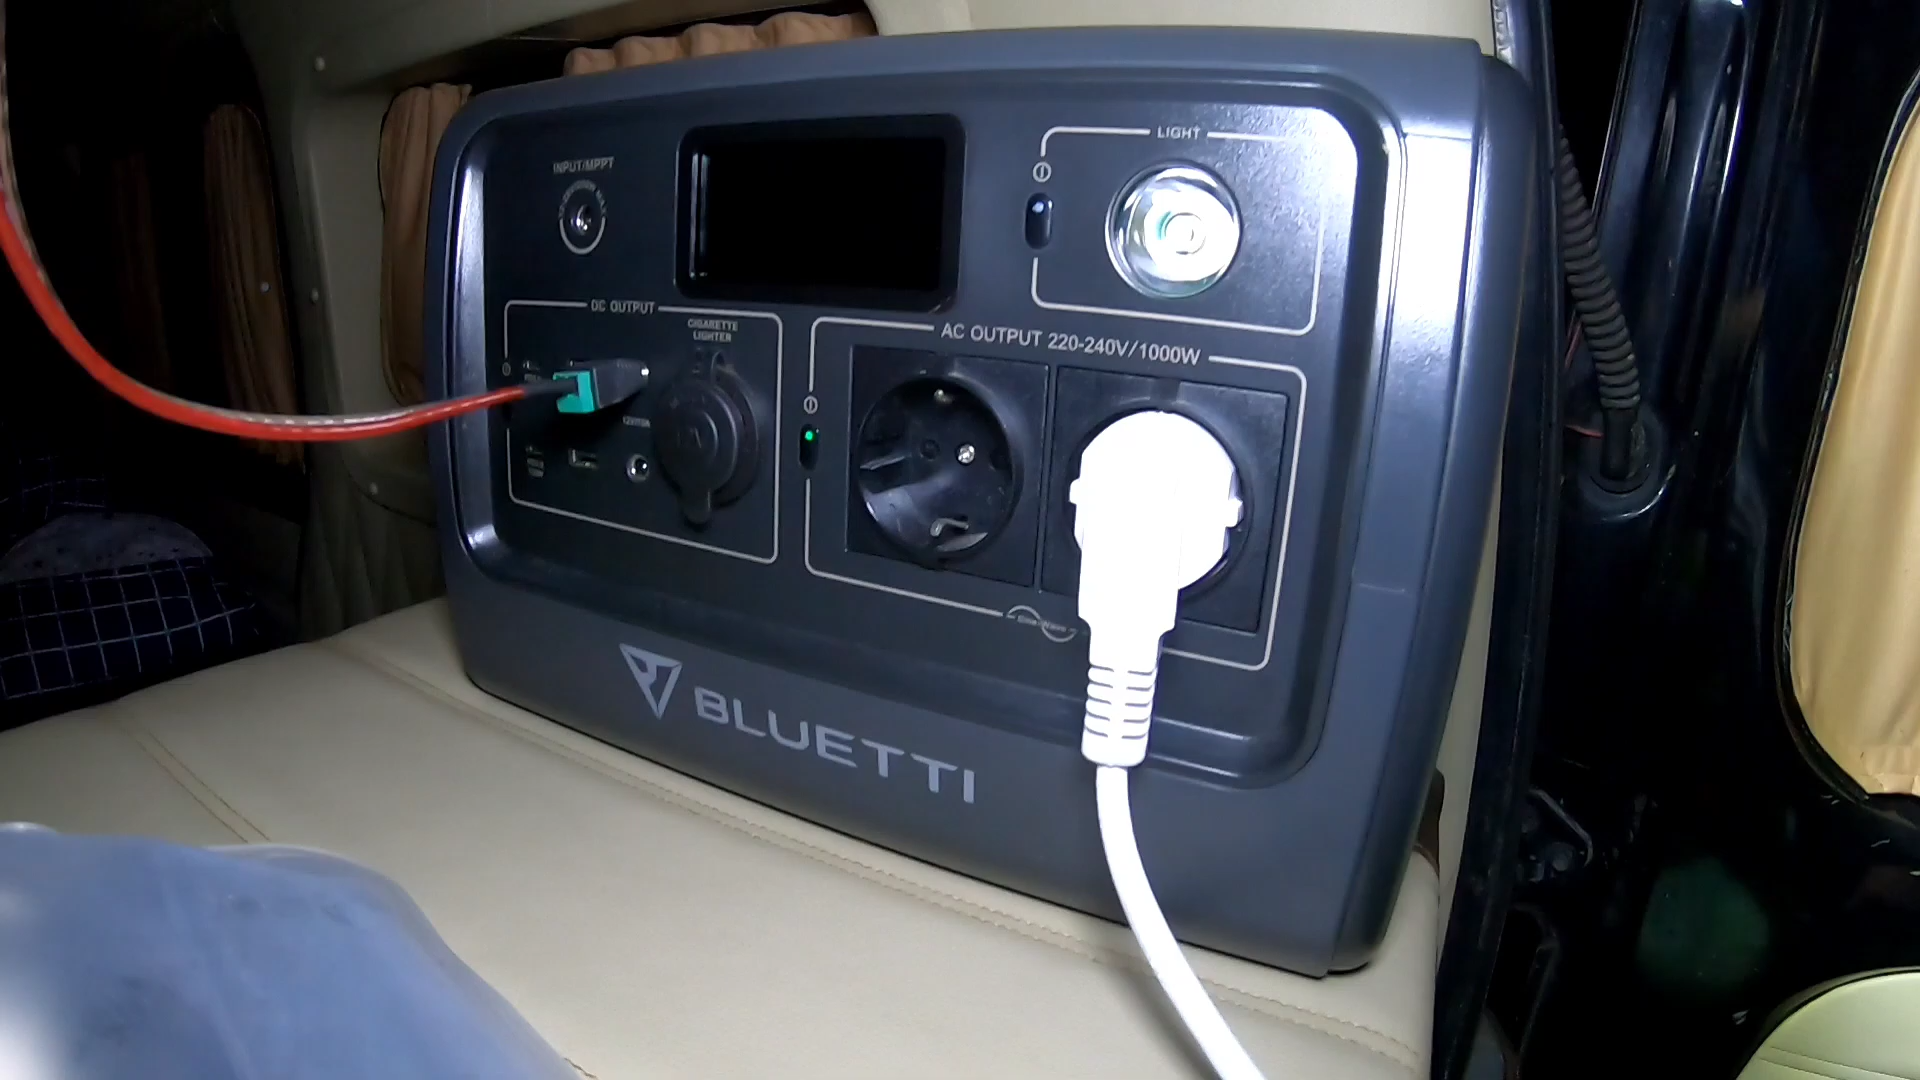 INPUT/MPPT
LIGHT
DC OUTPUT
CIGARETTE
LIGHTER
AC OUTPUT 220-240V/1000W
BLUETTI